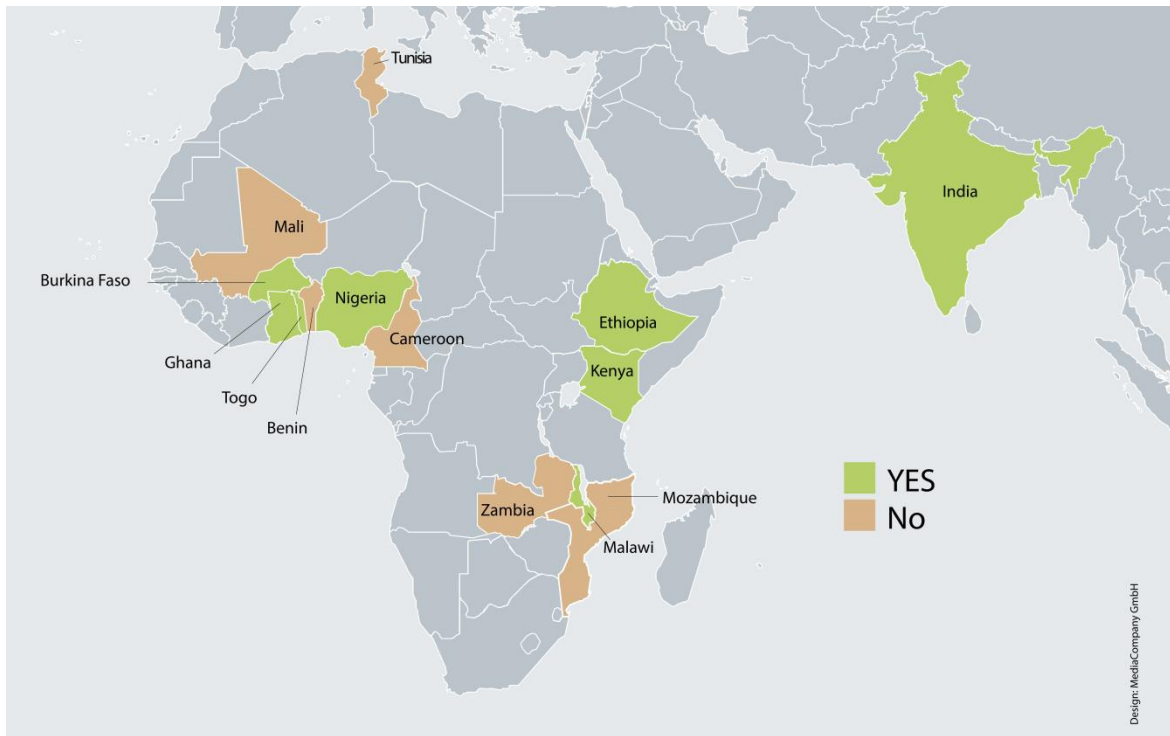 Tunisia
Mali
India
Burkina Faso
Nigeria
Ethiopia
Cameroon
Ghana
Kenya
Togo
Benin
YES
Mozambique
Zambia
No
Malawi
Design: MediaCompany GmbH